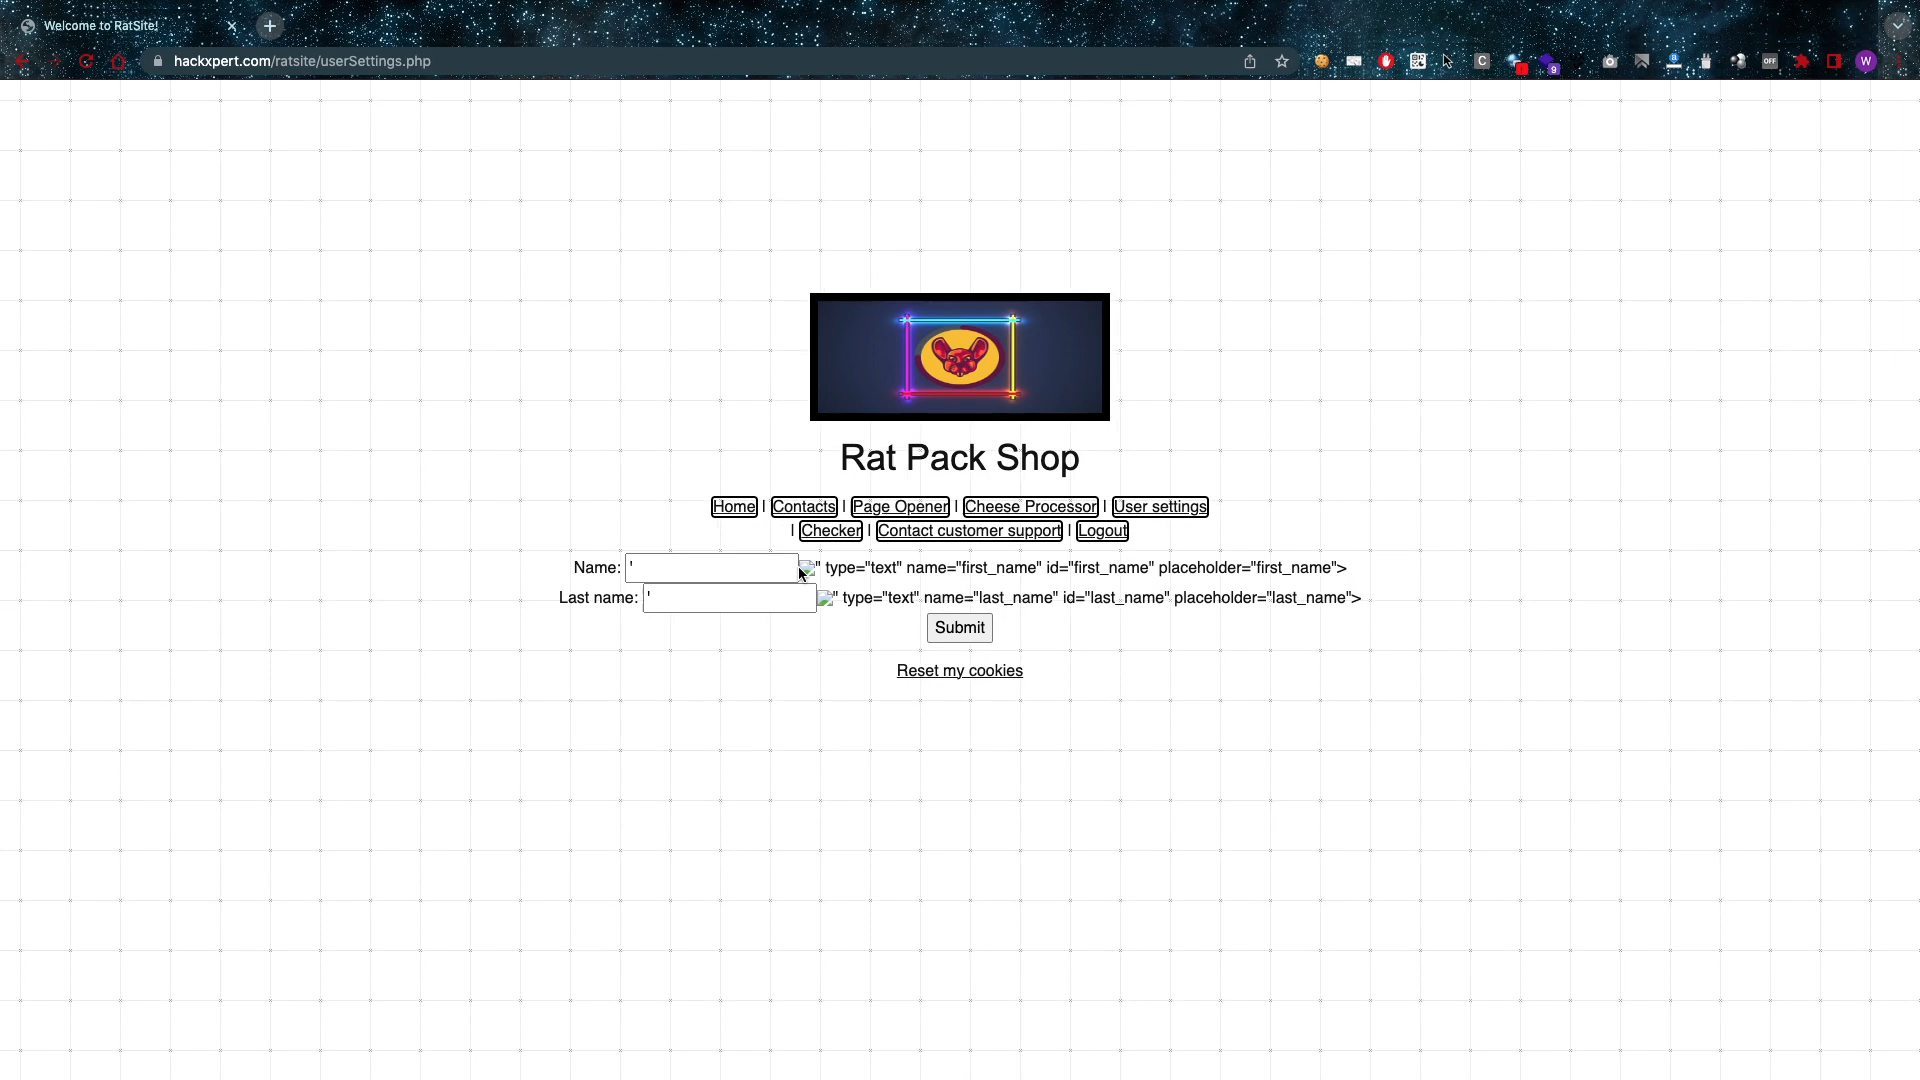 Welcome to RatSite!
hackxpert.com/ratsite/userSettings.php
C
9
OFF
W
Rat Pack Shop
Home | Contacts | Page Opener | Cheese Processor | User settings
| Checker | Contact customer support | Logout
Name: ' " type="text" name="first_name" id="first_name" placeholder="first_name">
Last name: ' " type="text" name="last_name" id="last_name" placeholder="last_name">
Submit
Reset my cookies